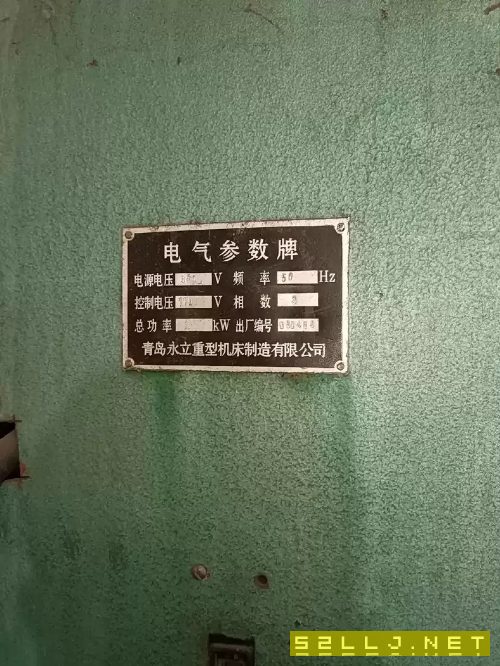 电气参数牌
电源电压 V 频率 50 Hz
控制电压 V 相数 3
总功率 kW 出厂编号
青岛永立重型机床制造有限公司
52LLJ.NET